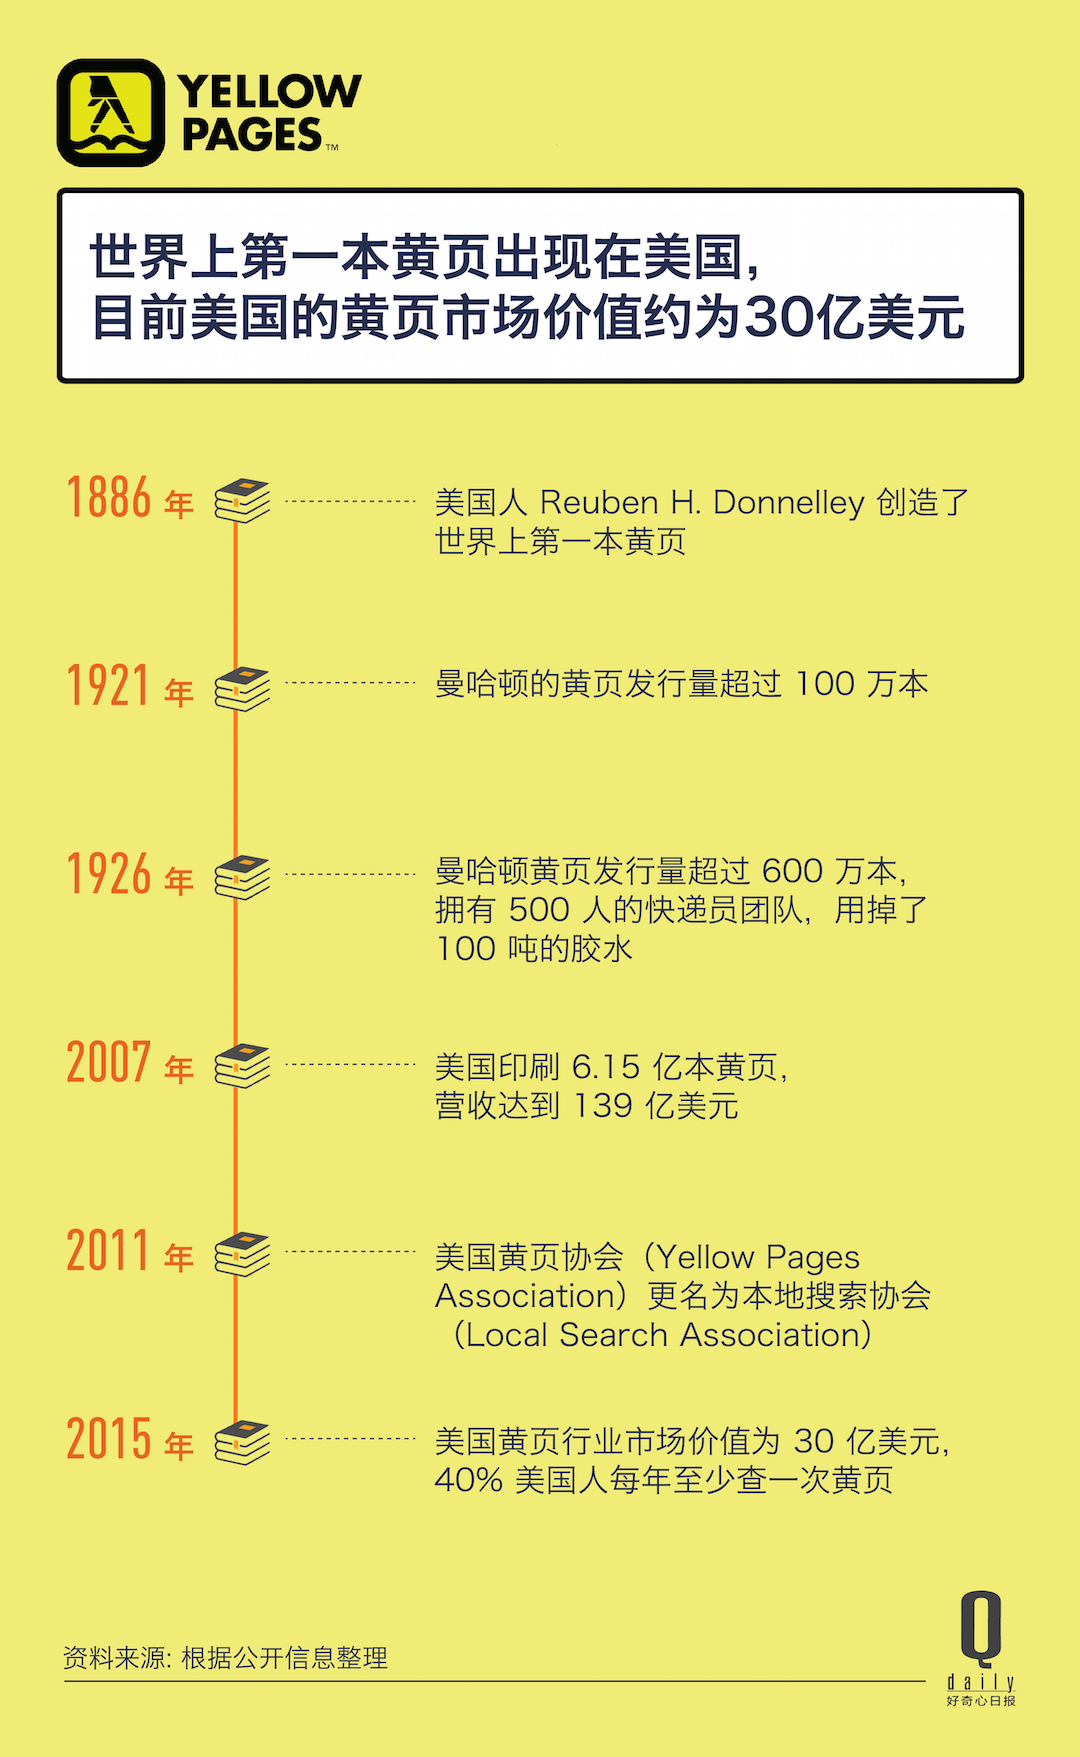 YELLOW
PAGES™
世界上第一本黄页出现在美国，
目前美国的黄页市场价值约为30亿美元
1886 年
美国人 Reuben H. Donnelley 创造了
世界上第一本黄页
1921 年
曼哈顿的黄页发行量超过 100 万本
1926 年
曼哈顿黄页发行量超过 600 万本，
拥有 500 人的快递员团队，用掉了
100 吨的胶水
2007 年
美国印刷 6.15 亿本黄页，
营收达到 139 亿美元
2011 年
美国黄页协会（Yellow Pages
Association）更名为本地搜索协会
（Local Search Association）
2015 年
美国黄页行业市场价值为 30 亿美元，
40% 美国人每年至少查一次黄页
资料来源: 根据公开信息整理
Q
daily
好奇心日报